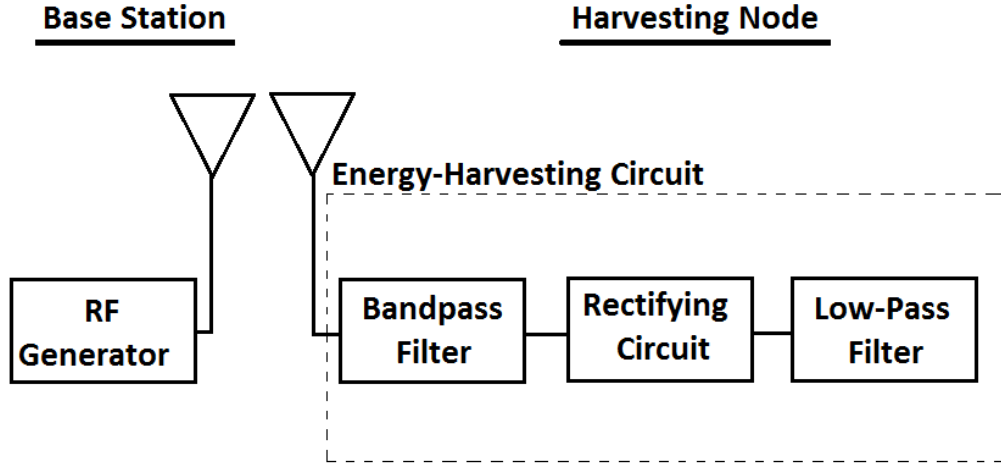 Base Station
Harvesting Node
Energy-Harvesting Circuit
RF
Generator
Bandpass
Filter
Rectifying
Circuit
Low-Pass
Filter